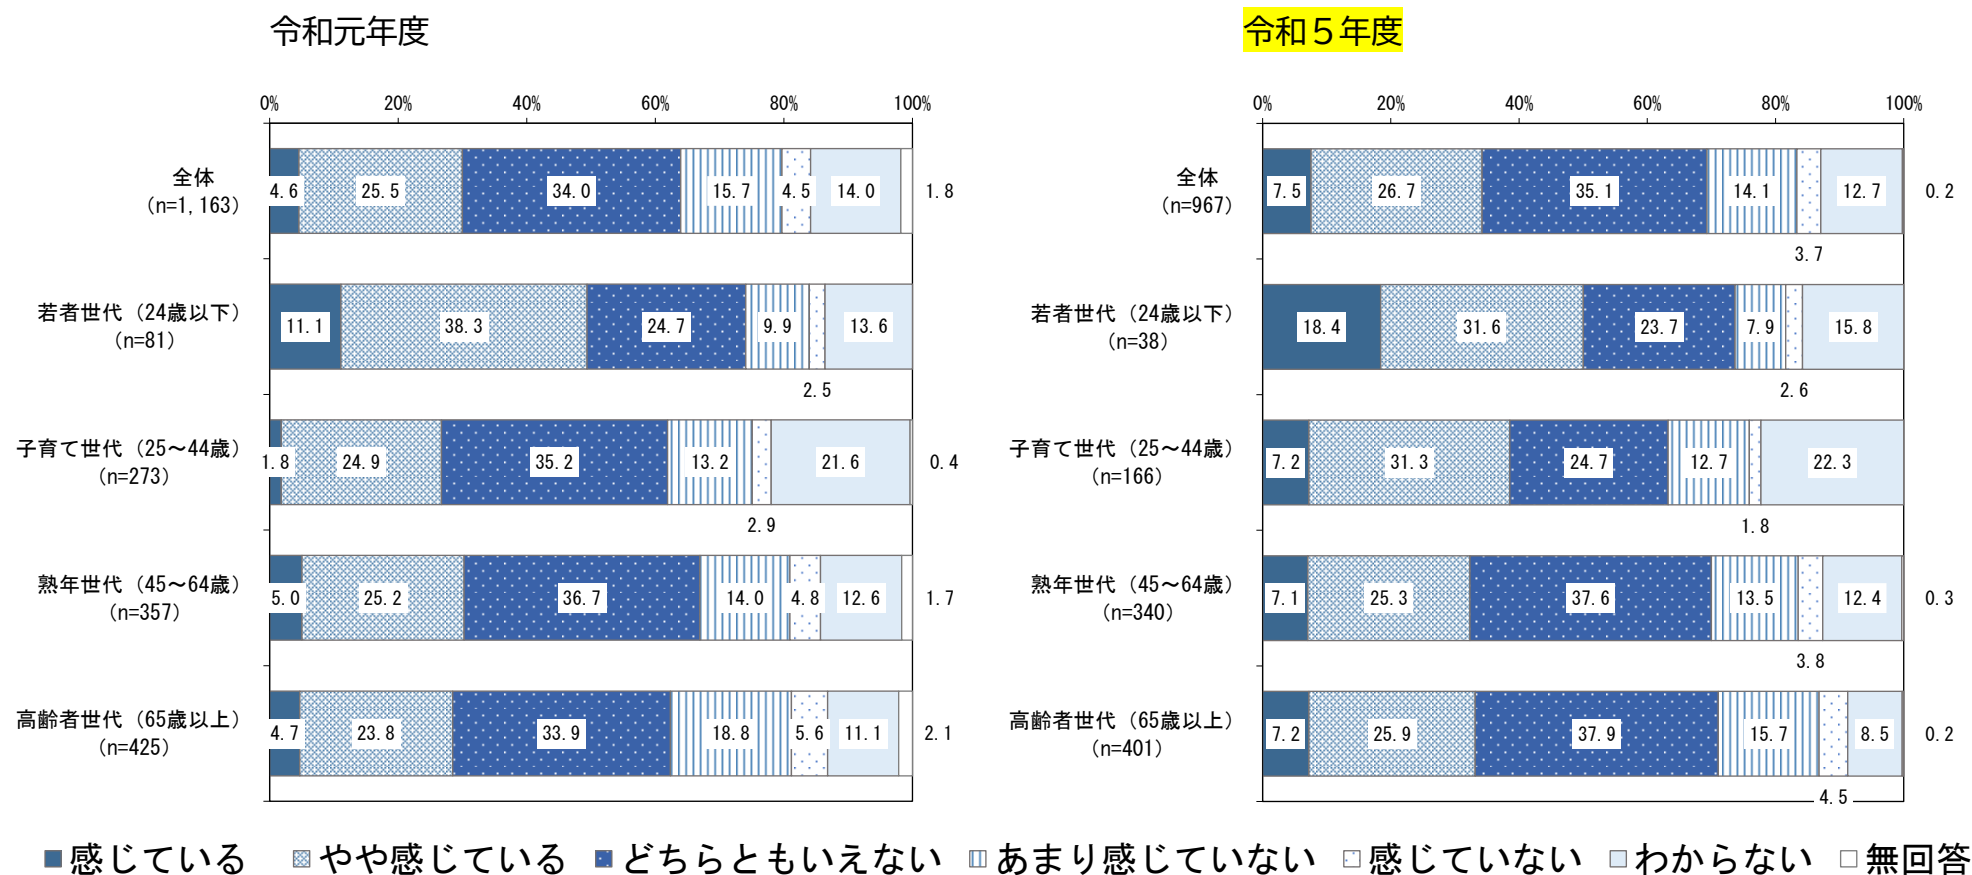 令和元年度
0% 20% 40% 60% 80% 100%
全体
(n=1,163)
4.6 25.5 34.0 15.7 4.5 14.0 1.8
若者世代（24歳以下）
(n=81)
11.1 38.3 24.7 9.9 13.6
2.5
子育て世代（25～44歳）
(n=273)
1.8 24.9 35.2 13.2 21.6 0.4
2.9
熟年世代（45～64歳）
(n=357)
5.0 25.2 36.7 14.0 4.8 12.6 1.7
高齢者世代（65歳以上）
(n=425)
4.7 23.8 33.9 18.8 5.6 11.1 2.1
令和５年度
0% 20% 40% 60% 80% 100%
全体
(n=967)
7.5 26.7 35.1 14.1 12.7 0.2
3.7
若者世代（24歳以下）
(n=38)
18.4 31.6 23.7 7.9 15.8
2.6
子育て世代（25～44歳）
(n=166)
7.2 31.3 24.7 12.7 22.3
1.8
熟年世代（45～64歳）
(n=340)
7.1 25.3 37.6 13.5 12.4 0.3
3.8
高齢者世代（65歳以上）
(n=401)
7.2 25.9 37.9 15.7 8.5 0.2
4.5
感じている やや感じている どちらともいえない あまり感じていない 感じていない わからない 無回答